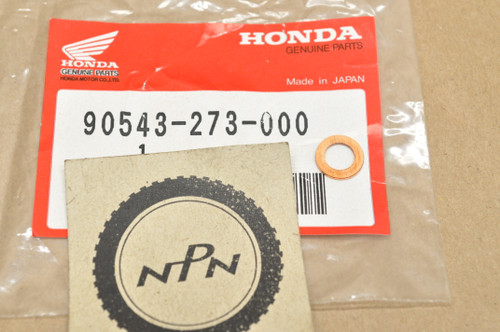 HONDA
GENUINE PARTS
HONDA MOTOR CO.,LTD.
HONDA
GENUINE PARTS
Made in JAPAN
90543-273-000
1
NPN